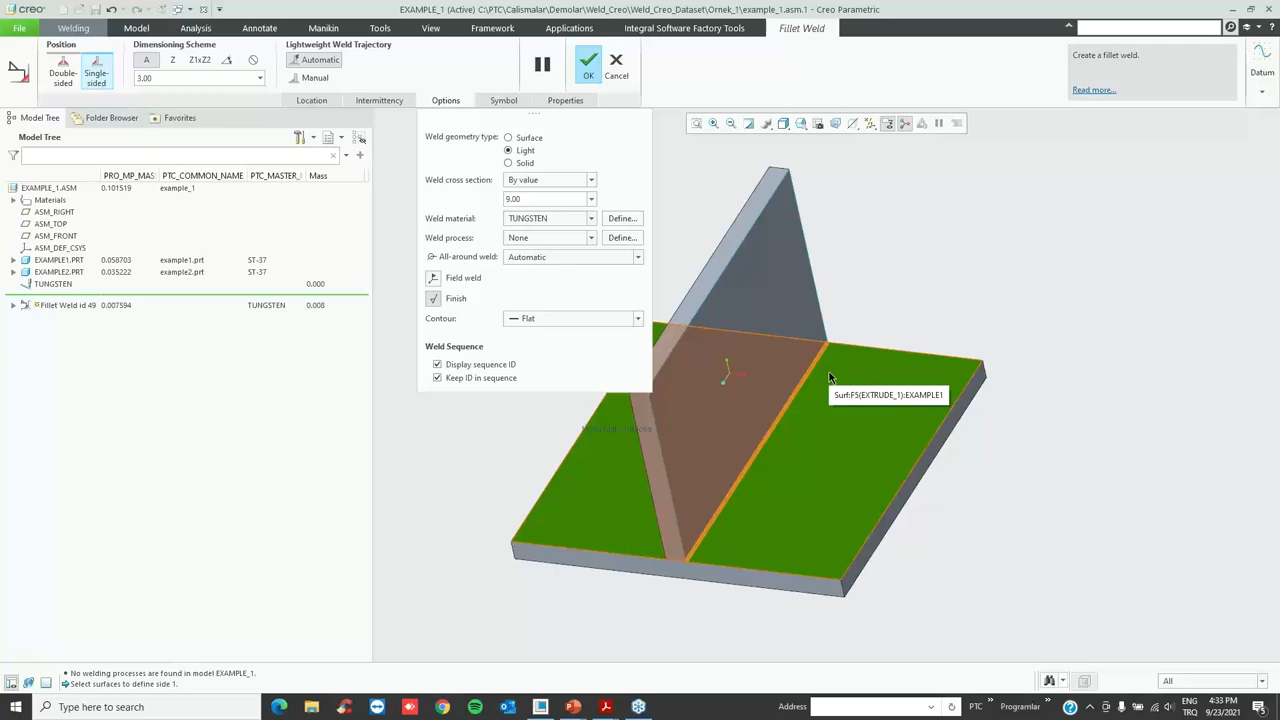 creo
EXAMPLE_1 (Active) C:\PTC\Calismalar\Demolar\Weld_Creo\Weld_Creo_Dataset\Ornek_1\example_1.asm.1 - Creo Parametric
File
Welding
Model
Analysis
Annotate
Manikin
Tools
View
Framework
Applications
Integral Software Factory Tools
Fillet Weld
Position
Dimensioning Scheme
Lightweight Weld Trajectory
A
Z
Z1xZ2
Automatic
Double-sided
Single-sided
3.00
Manual
OK
Cancel
Create a fillet weld.
Read more...
Datum
Location
Intermittency
Options
Symbol
Properties
Model Tree
Folder Browser
Favorites
Model Tree
PRO_MP_MAS
PTC_COMMON_NAME
PTC_MASTER_I
Mass
EXAMPLE_1.ASM 0.101519 example_1
Materials
ASM_RIGHT
ASM_TOP
ASM_FRONT
ASM_DEF_CSYS
EXAMPLE1.PRT 0.058703 example1.prt ST-37
EXAMPLE2.PRT 0.035222 example2.prt ST-37
TUNGSTEN 0.000
Fillet Weld id 49 0.007594 TUNGSTEN 0.008
Weld geometry type:
Surface
Light
Solid
Weld cross section: By value
9.00
Weld material: TUNGSTEN Define...
Weld process: None Define...
All-around weld: Automatic
Field weld
Finish
Contour: Flat
Weld Sequence
Display sequence ID
Keep ID in sequence
Surf:F5(EXTRUDE_1):EXAMPLE1
• No welding processes are found in model EXAMPLE_1.
Select surfaces to define side 1.
All
Type here to search
Address
PTC
Programlar
ENG
TRQ
4:33 PM
9/23/2021